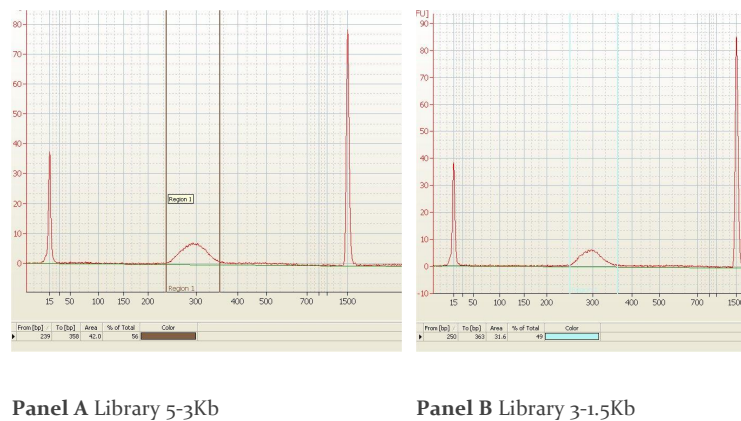 80-
70-
60-
50-
40-
30-
20-
10-
0-
Region 1
Region 1
15 50 100 150 200 300 400 500 700 1500
From [bp] To [bp] Area % of Total Color
239 358 42.0 56
FU]
90-
80-
70-
60-
50-
40-
30-
20-
10-
0-
-10
15 50 100 150 200 300 400 500 700 150
From [bp] To [bp] Area % of Total Color
250 363 31.6 49
Panel A Library 5-3Kb
Panel B Library 3-1.5Kb